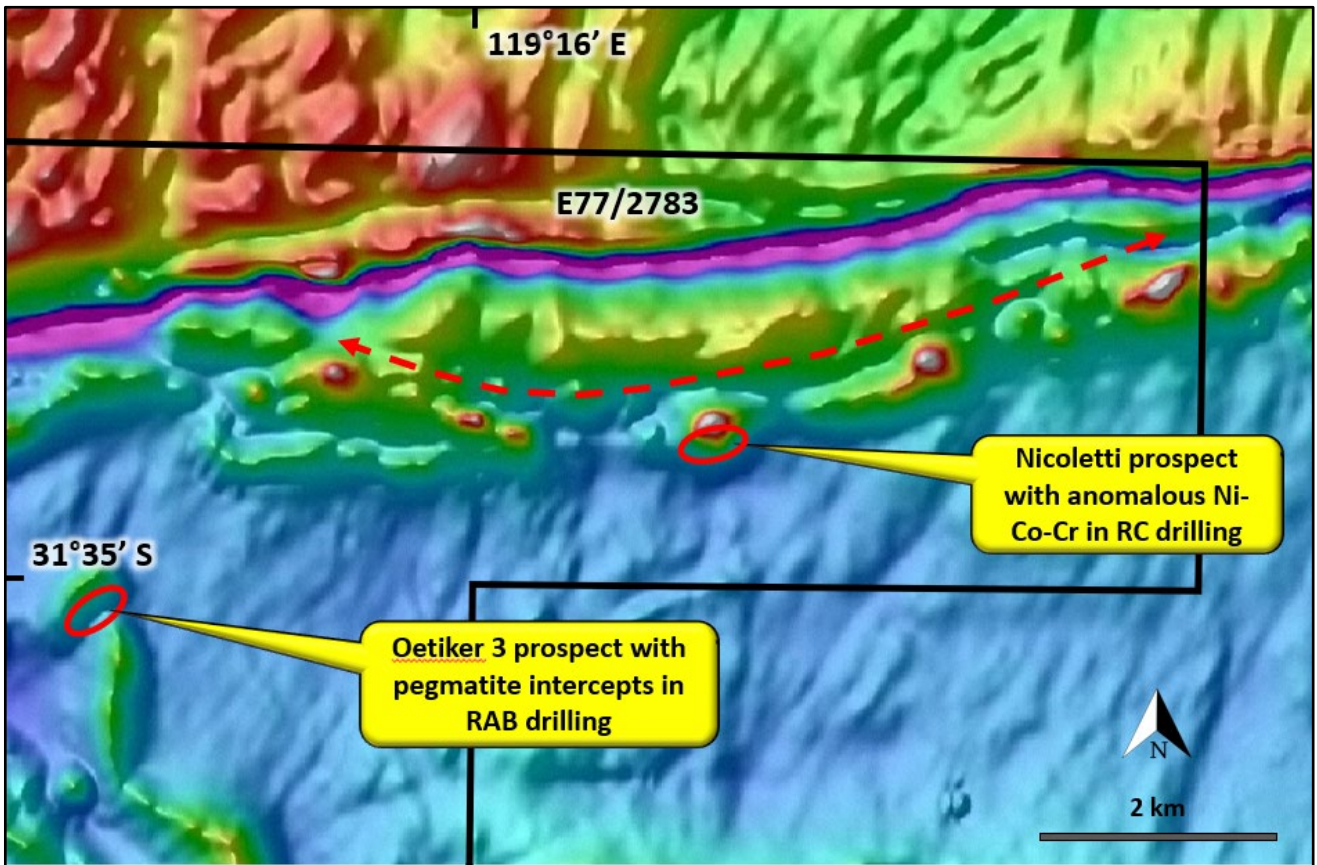 119°16’ E
E77/2783
Nicoletti prospect
with anomalous Ni-
Co-Cr in RC drilling
31°35’ S
Oetiker 3 prospect with
pegmatite intercepts in
RAB drilling
N
2 km